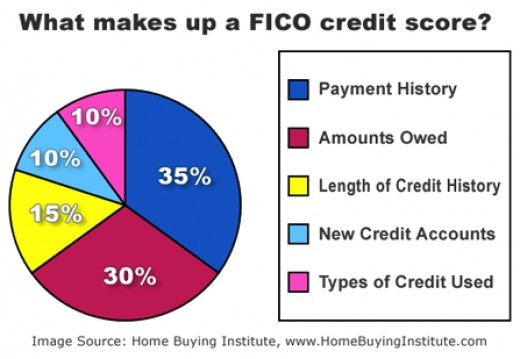 What makes up a FICO credit score?
10%
35%
10%
15%
30%
Payment History
Amounts Owed
Length of Credit History
New Credit Accounts
Types of Credit Used
Image Source: Home Buying Institute, www.HomeBuyingInstitute.com